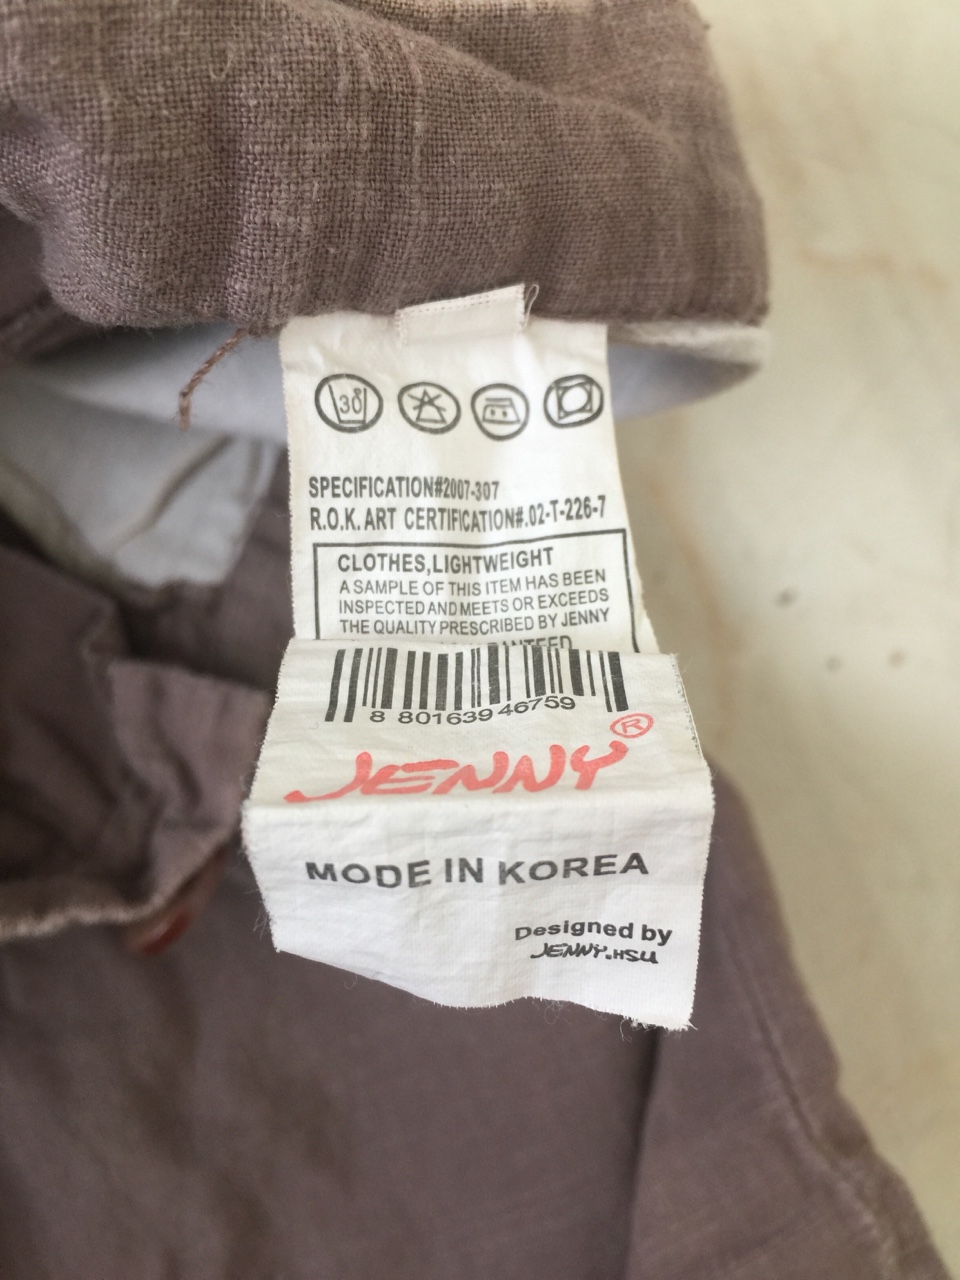 30
SPECIFICATION#2007-307
R.O.K.ART CERTIFICATION#.02-T-226-7
CLOTHES,LIGHTWEIGHT
A SAMPLE OF THIS ITEM HAS BEEN
INSPECTED AND MEETS OR EXCEEDS
THE QUALITY PRESCRIBED BY JENNY
8 801639 46759
JENNY®
MODE IN KOREA
Designed by
JENNY.HSU